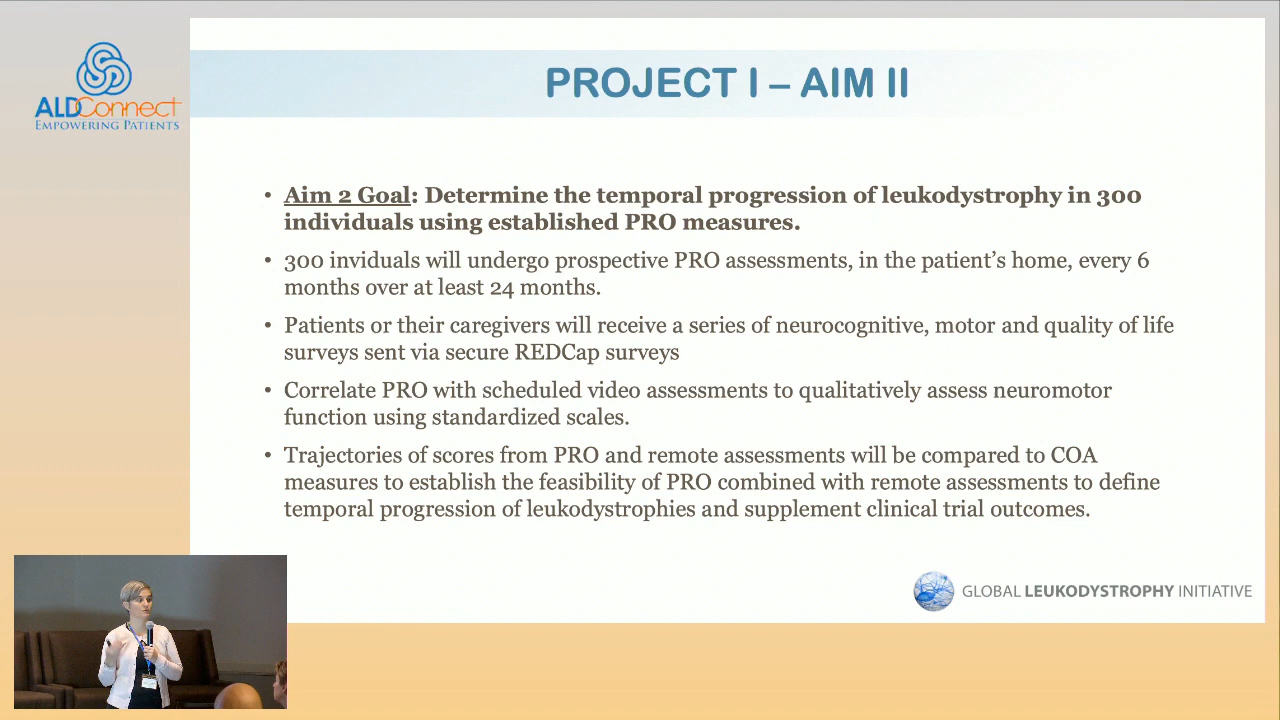 ALDConnect
EMPOWERING PATIENTS
PROJECT I – AIM II
• Aim 2 Goal: Determine the temporal progression of leukodystrophy in 300
individuals using established PRO measures.
• 300 inviduals will undergo prospective PRO assessments, in the patient’s home, every 6
months over at least 24 months.
• Patients or their caregivers will receive a series of neurocognitive, motor and quality of life
surveys sent via secure REDCap surveys
• Correlate PRO with scheduled video assessments to qualitatively assess neuromotor
function using standardized scales.
• Trajectories of scores from PRO and remote assessments will be compared to COA
measures to establish the feasibility of PRO combined with remote assessments to define
temporal progression of leukodystrophies and supplement clinical trial outcomes.
GLOBAL LEUKODYSTROPHY INITIATIVE